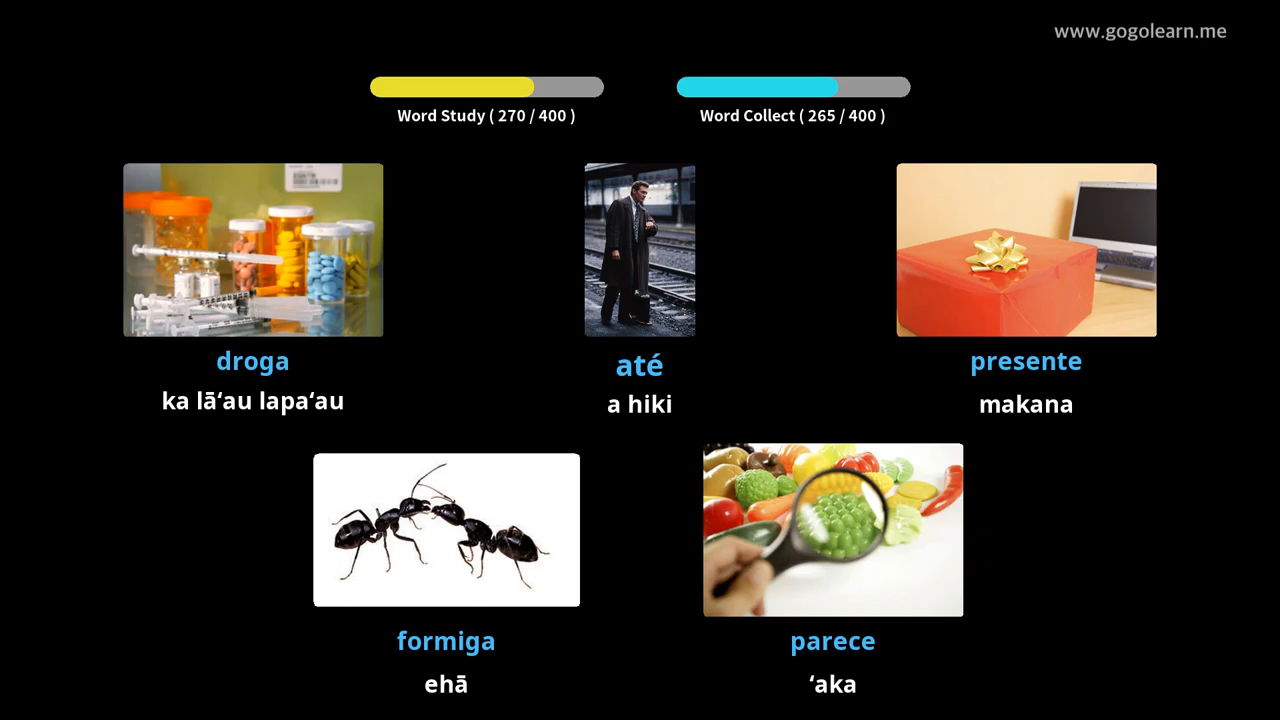 www.gogolearn.me
Word Study ( 270 / 400 )
Word Collect ( 265 / 400 )
droga
ka lāʻau lapaʻau
até
a hiki
presente
makana
formiga
ehā
parece
ʻaka